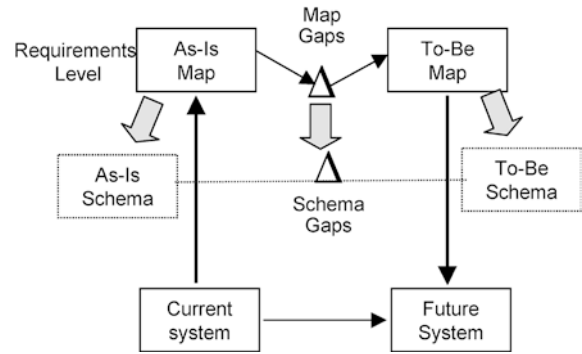 Requirements
Level
As-Is
Map
Map
Gaps
To-Be
Map
As-Is
Schema
Schema
Gaps
To-Be
Schema
Current
system
Future
System